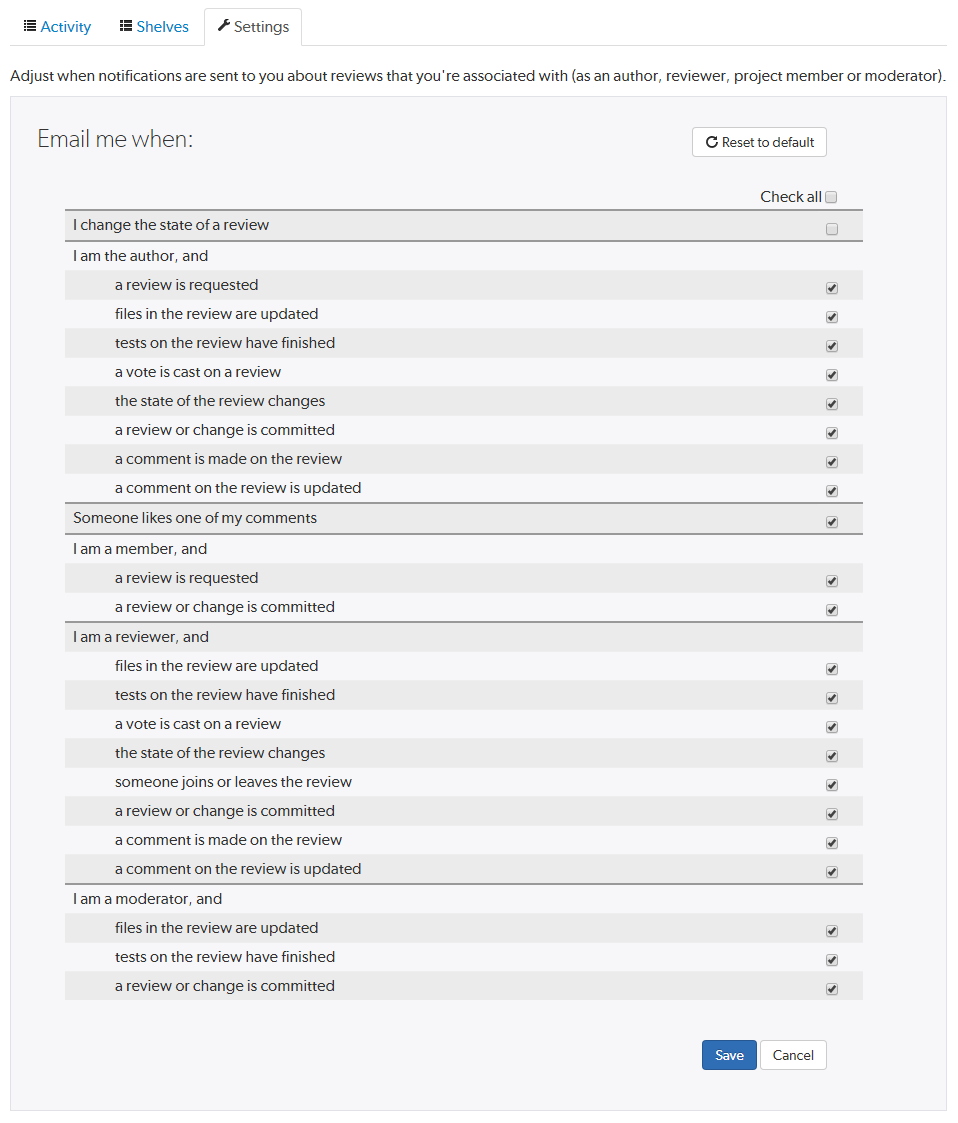 Activity Shelves Settings
Adjust when notifications are sent to you about reviews that you're associated with (as an author, reviewer, project member or moderator).
Email me when:
Reset to default
Check all
I change the state of a review
I am the author, and
a review is requested
files in the review are updated
tests on the review have finished
a vote is cast on a review
the state of the review changes
a review or change is committed
a comment is made on the review
a comment on the review is updated
Someone likes one of my comments
I am a member, and
a review is requested
a review or change is committed
I am a reviewer, and
files in the review are updated
tests on the review have finished
a vote is cast on a review
the state of the review changes
someone joins or leaves the review
a review or change is committed
a comment is made on the review
a comment on the review is updated
I am a moderator, and
files in the review are updated
tests on the review have finished
a review or change is committed
Save Cancel